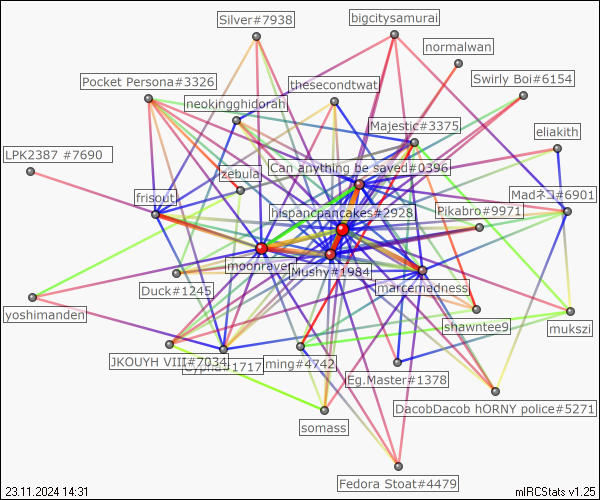 Silver#7938
bigcitysamurai
normalwan
Pocket Persona#3326
thesecondtwat
Swirly Boi#6154
neokingghidorah
Majestic#3375
eliakith
LPK2387 #7690
zebula
Can anything be saved#0396
frisout
Madネコ#6901
hispancpancakes#2928
Pikabro#9971
moonraven
Mushy#1984
Duck#1245
marcemadness
yoshimanden
shawntee9
mukszi
JKOUYH VIII#7034
#1717
ming#4742
Eg.Master#1378
DacobDacob hORNY police#5271
somass
Fedora Stoat#4479
23.11.2024 14:31
mIRCStats v1.25